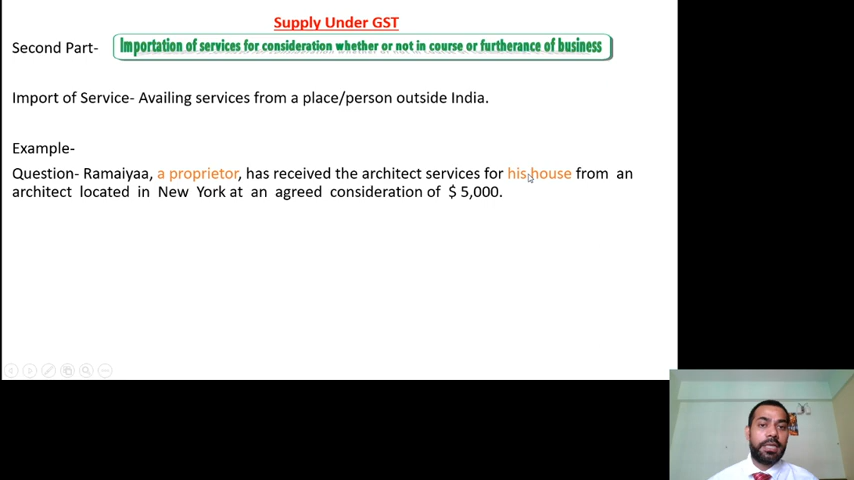 Supply Under GST
Second Part- Importation of services for consideration whether or not in course or furtherance of business
Import of Service- Availing services from a place/person outside India.
Example-
Question- Ramaiyaa, a proprietor, has received the architect services for his house from an
architect located in New York at an agreed consideration of $ 5,000.